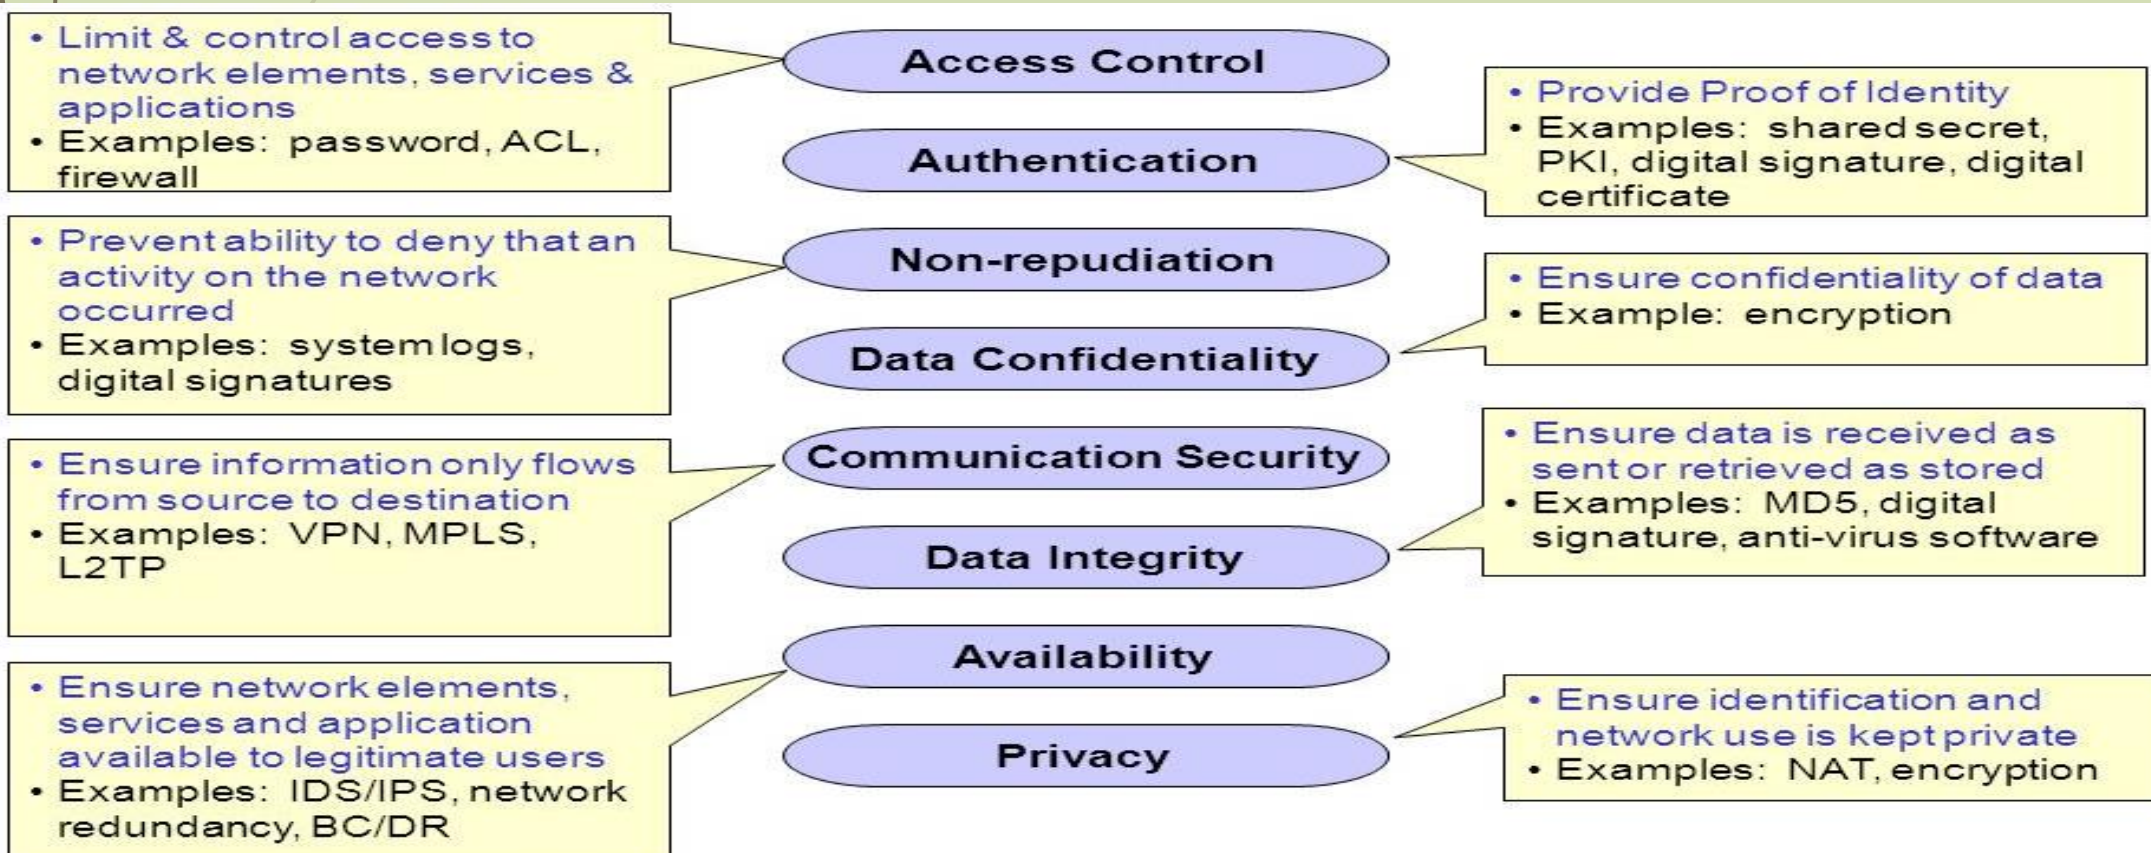 Access Control
• Limit & control access to
network elements, services &
applications
• Examples: password, ACL,
firewall
Authentication
• Provide Proof of Identity
• Examples: shared secret,
PKI, digital signature, digital
certificate
Non-repudiation
• Prevent ability to deny that an
activity on the network
occurred
• Examples: system logs,
digital signatures
Data Confidentiality
• Ensure confidentiality of data
• Example: encryption
Communication Security
• Ensure information only flows
from source to destination
• Examples: VPN, MPLS,
L2TP
Data Integrity
• Ensure data is received as
sent or retrieved as stored
• Examples: MD5, digital
signature, anti-virus software
Availability
• Ensure network elements,
services and application
available to legitimate users
• Examples: IDS/IPS, network
redundancy, BC/DR
Privacy
• Ensure identification and
network use is kept private
• Examples: NAT, encryption